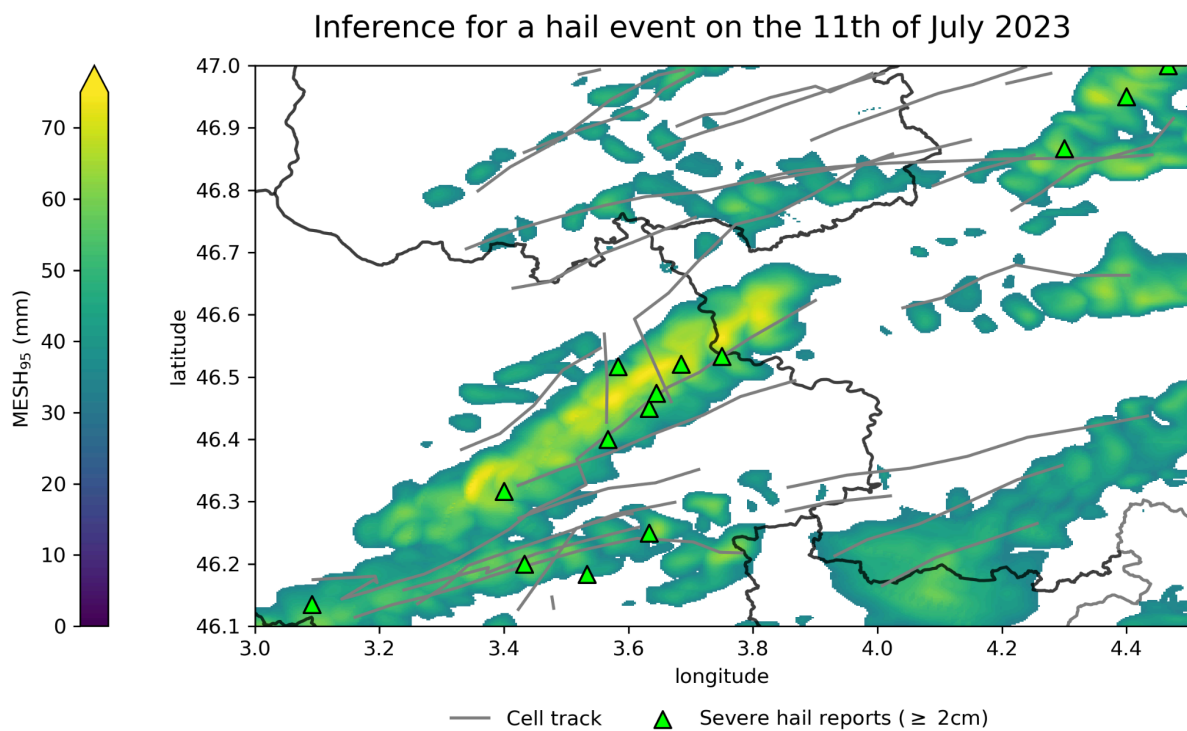 Inference for a hail event on the 11th of July 2023
MESH₉₅ (mm)
70
60
50
40
30
20
10
0
latitude
47.0
46.9
46.8
46.7
46.6
46.5
46.4
46.3
46.2
46.1
3.0 3.2 3.4 3.6 3.8 4.0 4.2 4.4
longitude
Cell track
Severe hail reports (≥ 2cm)